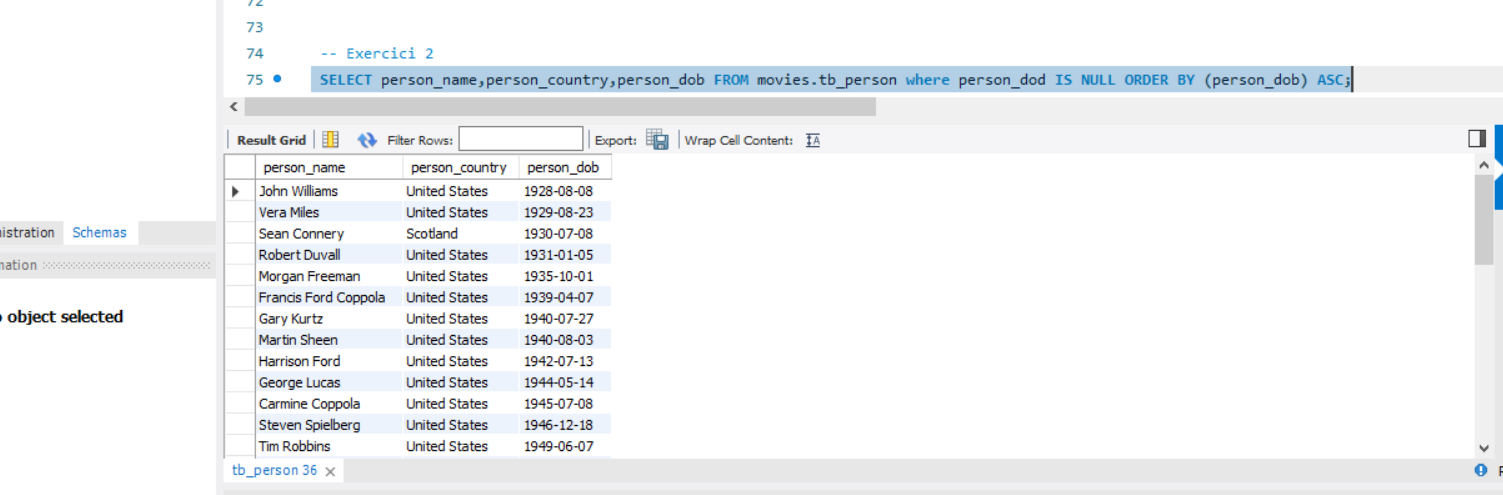 72
73
74 -- Exercici 2
75 SELECT person_name,person_country,person_dob FROM movies.tb_person where person_dod IS NULL ORDER BY (person_dob) ASC;
Result Grid Filter Rows: Export: Wrap Cell Content:
person_name person_country person_dob
John Williams United States 1928-08-08
Vera Miles United States 1929-08-23
Sean Connery Scotland 1930-07-08
Robert Duvall United States 1931-01-05
Morgan Freeman United States 1935-10-01
Francis Ford Coppola United States 1939-04-07
Gary Kurtz United States 1940-07-27
Martin Sheen United States 1940-08-03
Harrison Ford United States 1942-07-13
George Lucas United States 1944-05-14
Carmine Coppola United States 1945-07-08
Steven Spielberg United States 1946-12-18
Tim Robbins United States 1949-06-07
tb_person 36
nistration Schemas
mation
object selected